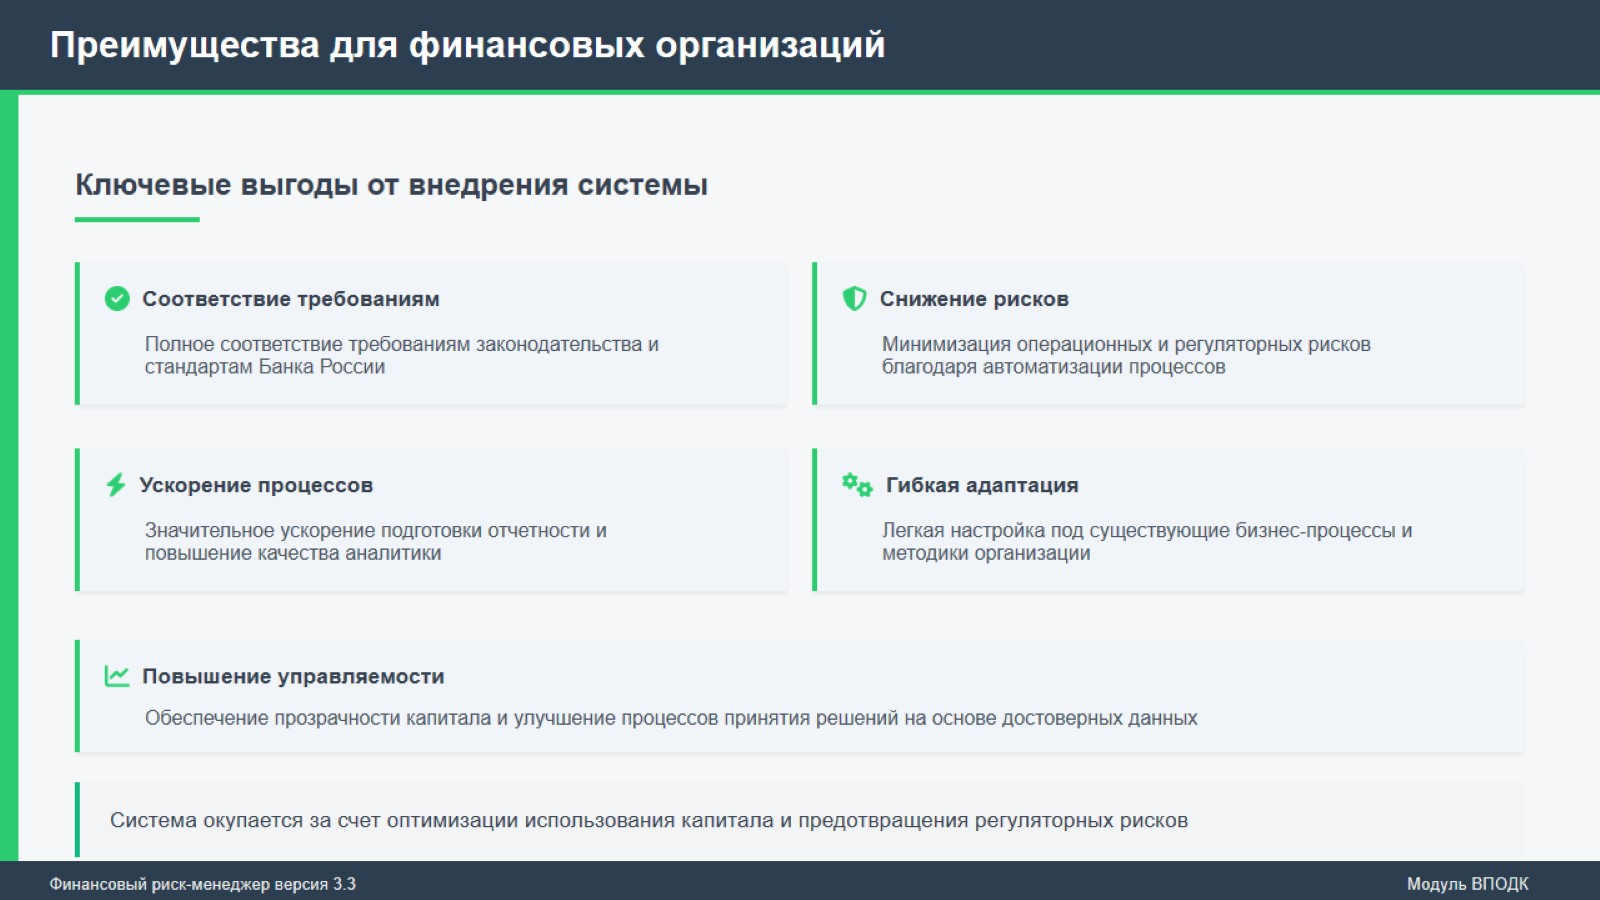 Преимущества для финансовых организаций
Ключевые выгоды от внедрения системы
Соответствие требованиям
Полное соответствие требованиям законодательства и
стандартам Банка России
Снижение рисков
Минимизация операционных и регуляторных рисков
благодаря автоматизации процессов
Ускорение процессов
Значительное ускорение подготовки отчетности и
повышение качества аналитики
Гибкая адаптация
Легкая настройка под существующие бизнес-процессы и
методики организации
Повышение управляемости
Обеспечение прозрачности капитала и улучшение процессов принятия решений на основе достоверных данных
Система окупается за счет оптимизации использования капитала и предотвращения регуляторных рисков
Финансовый риск-менеджер версия 3.3
Модуль ВПОДК